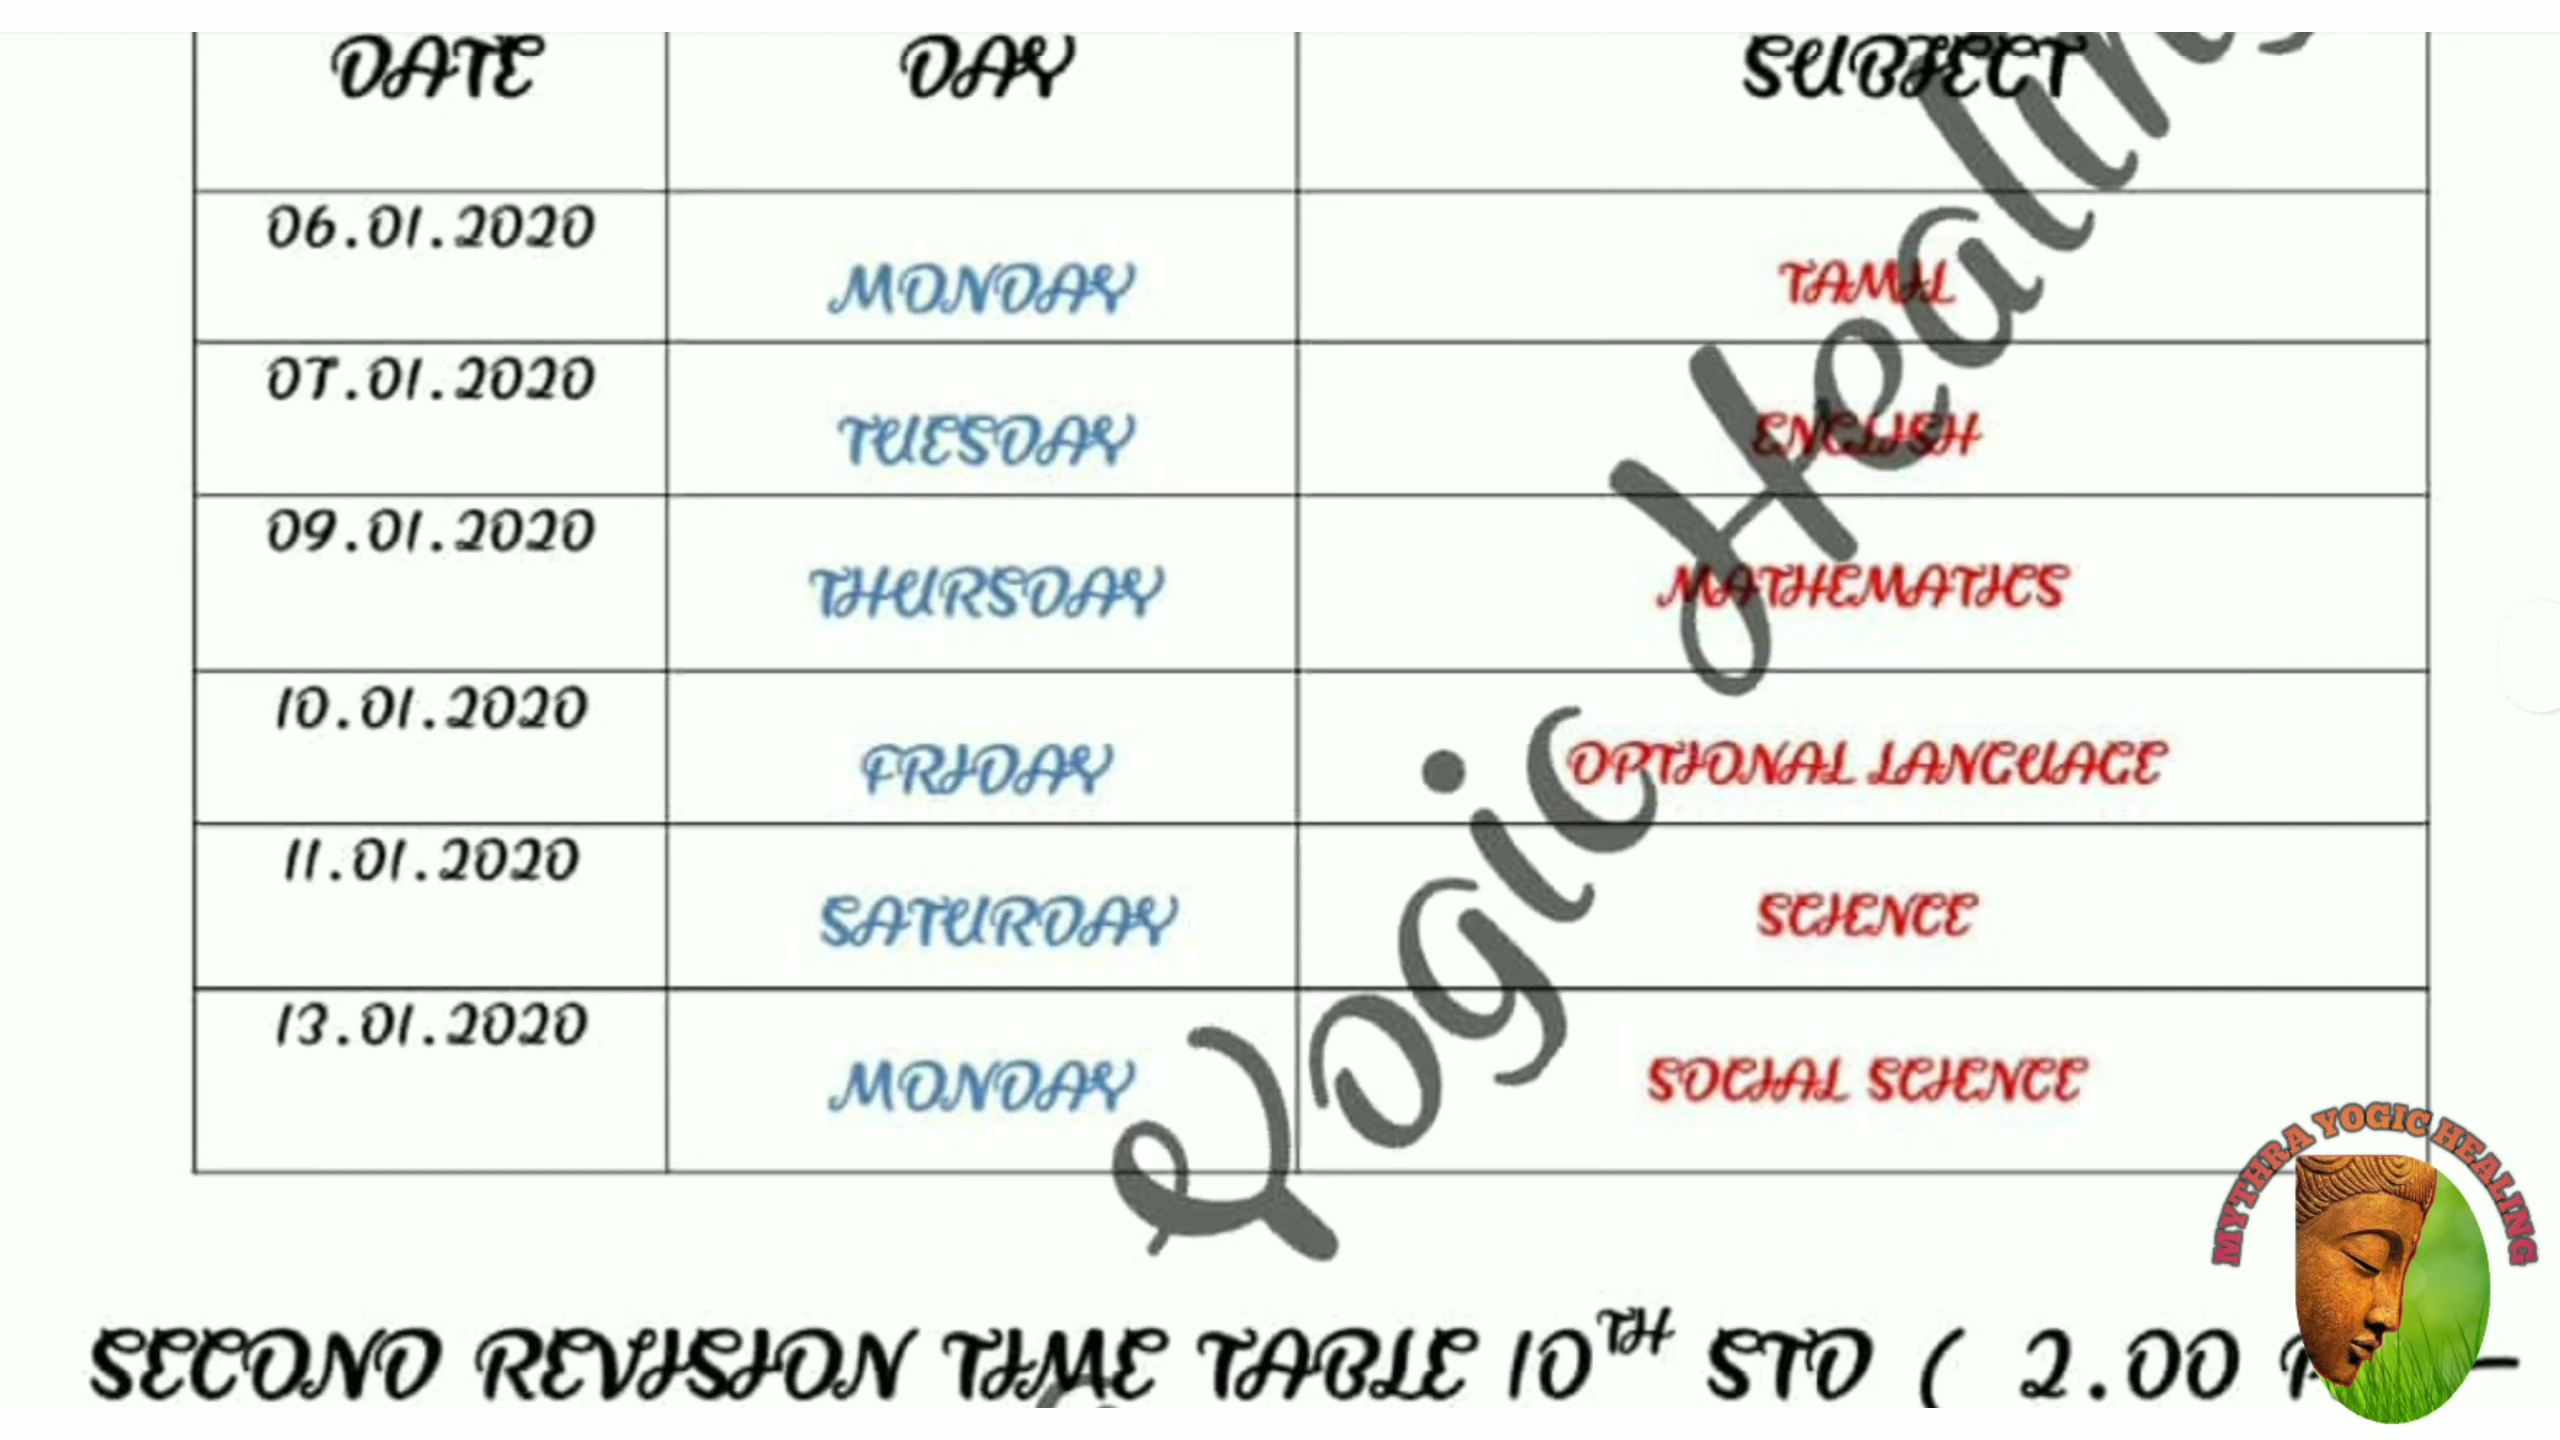 DATE DAY SUBJECT
06.01.2020 MONDAY TAMIL
07.01.2020 TUESDAY ENGLISH
09.01.2020 THURSDAY MATHEMATICS
10.01.2020 FRIDAY OPTIONAL LANGUAGE
11.01.2020 SATURDAY SCIENCE
13.01.2020 MONDAY SOCIAL SCIENCE
Yogic Healing
MYTHRA YOGIC HEALING
SECOND REVISION TIME TABLE 10TH STD ( 2.00 –